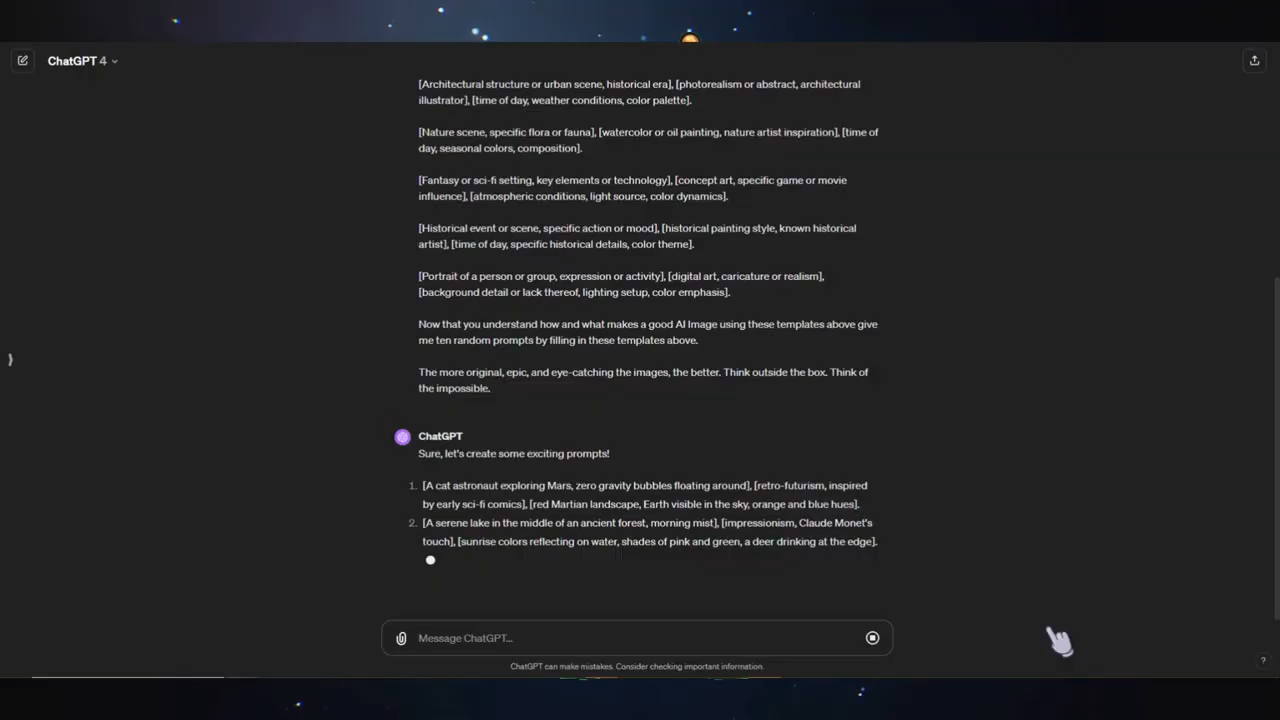 ChatGPT 4
[Architectural structure or urban scene, historical era], [photorealism or abstract, architectural
illustrator], [time of day, weather conditions, color palette].
[Nature scene, specific flora or fauna], [watercolor or oil painting, nature artist inspiration], [time of
day, seasonal colors, composition].
[Fantasy or sci-fi setting, key elements or technology], [concept art, specific game or movie
influence], [atmospheric conditions, light source, color dynamics].
[Historical event or scene, specific action or mood], [historical painting style, known historical
artist], [time of day, specific historical details, color theme].
[Portrait of a person or group, expression or activity], [digital art, caricature or realism],
[background detail or lack thereof, lighting setup, color emphasis].
Now that you understand how and what makes a good AI Image using these templates above give
me ten random prompts by filling in these templates above.
The more original, epic, and eye-catching the images, the better. Think outside the box. Think of
the impossible.
ChatGPT
Sure, let's create some exciting prompts!
1. [A cat astronaut exploring Mars, zero gravity bubbles floating around], [retro-futurism, inspired
by early sci-fi comics], [red Martian landscape, Earth visible in the sky, orange and blue hues].
2. [A serene lake in the middle of an ancient forest, morning mist], [impressionism, Claude Monet's
touch], [sunrise colors reflecting on water, shades of pink and green, a deer drinking at the edge].
Message ChatGPT...
ChatGPT can make mistakes. Consider checking important information.
?